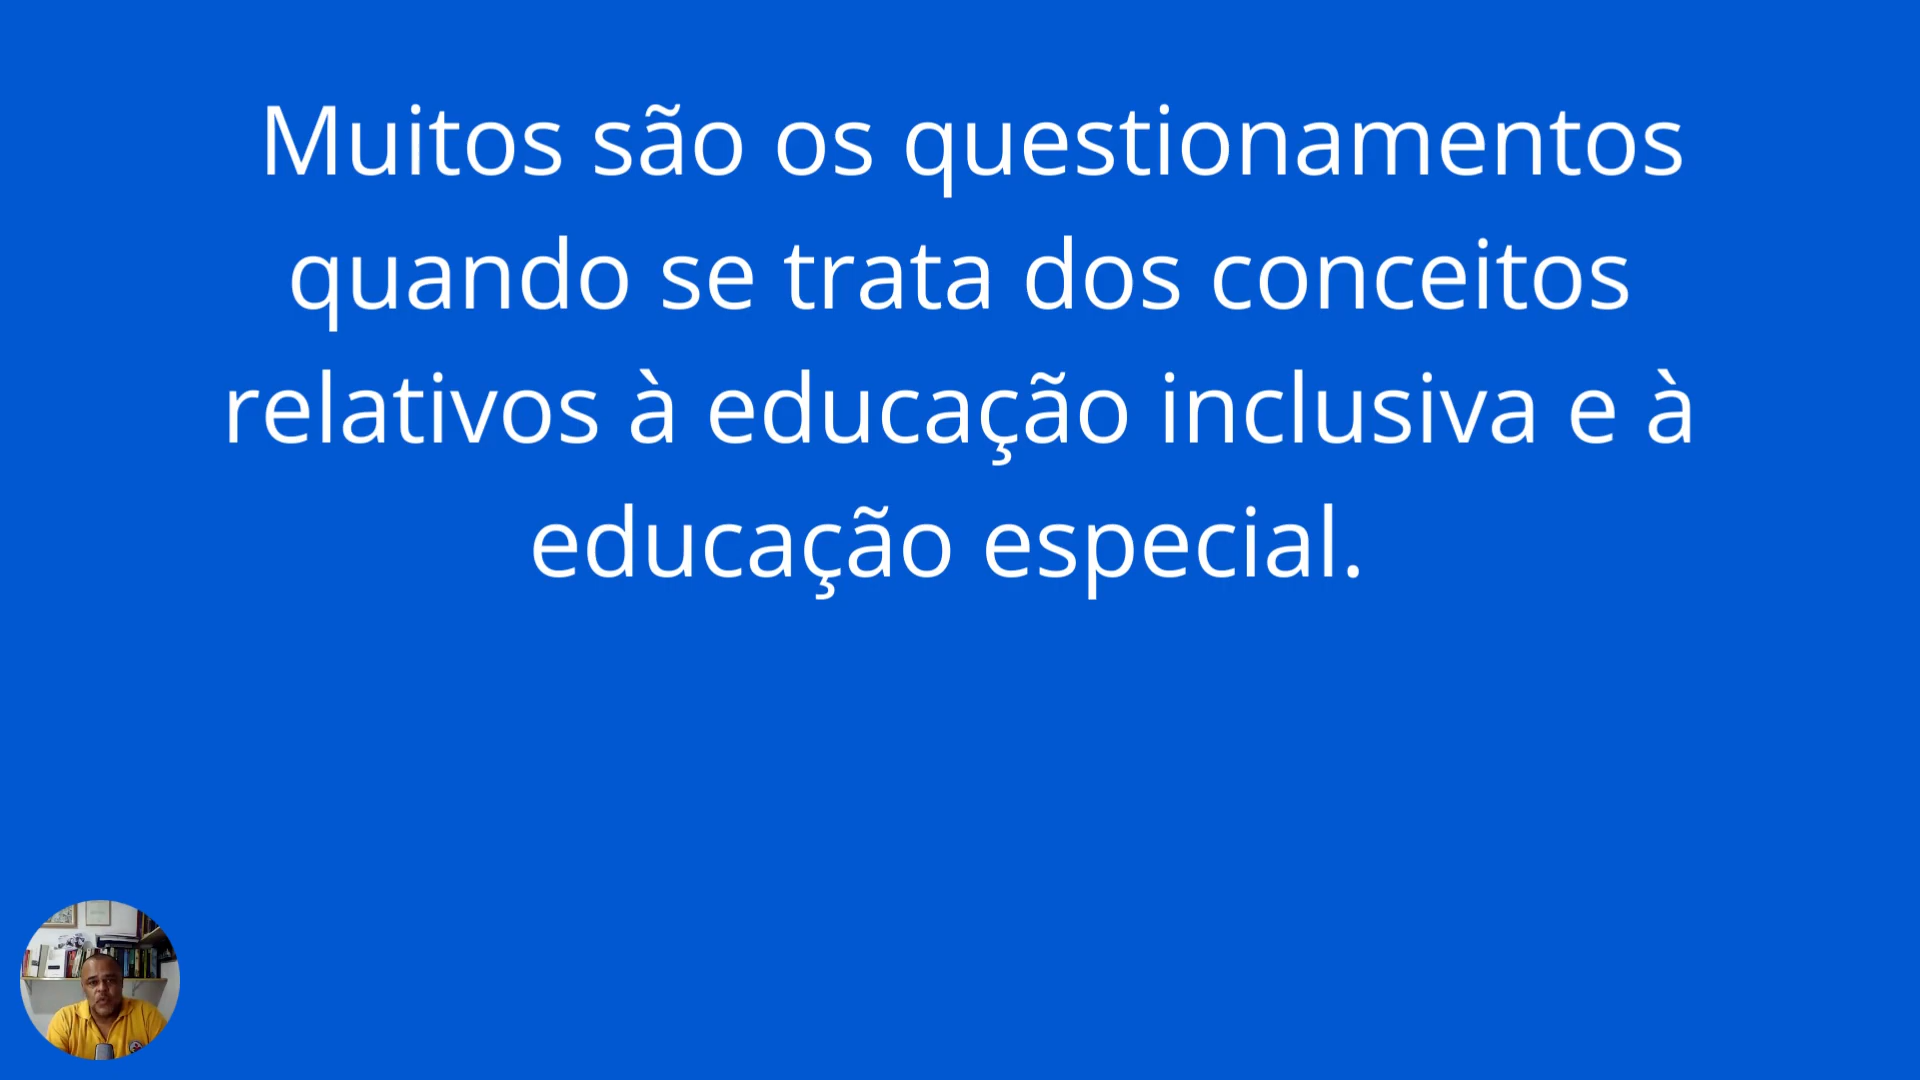 Muitos são os questionamentos
quando se trata dos conceitos
relativos à educação inclusiva e à
educação especial.